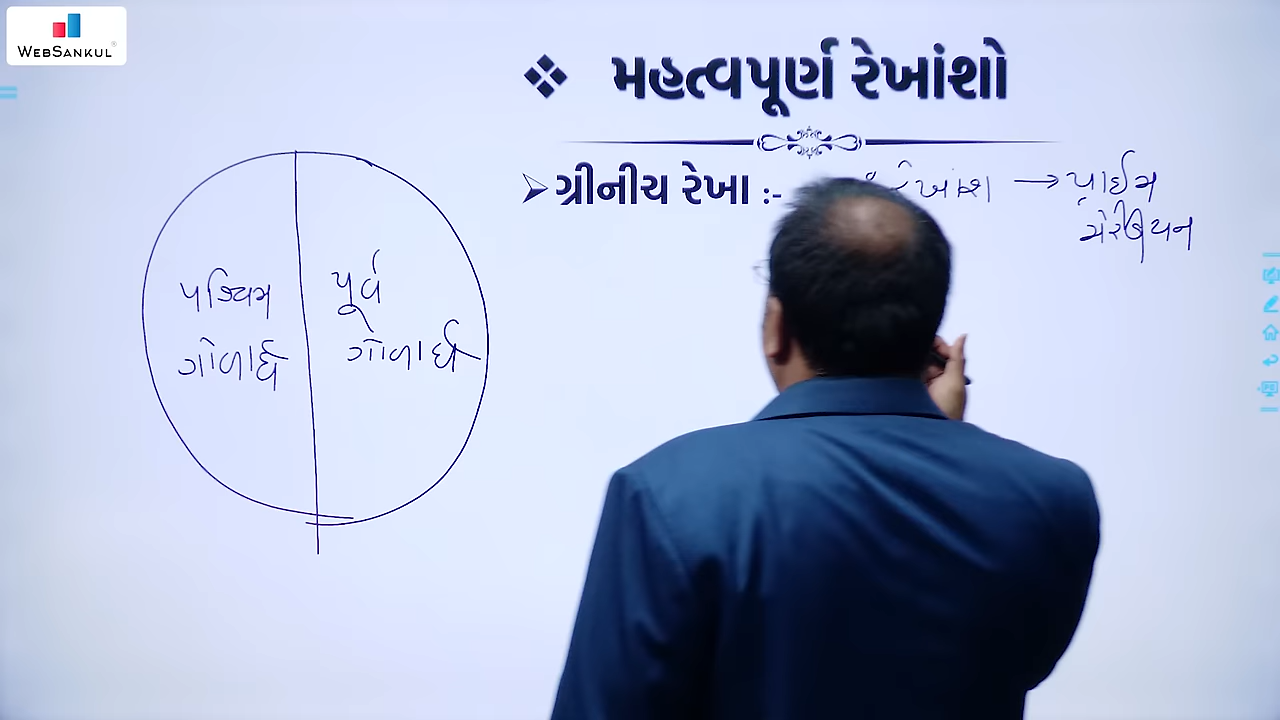 WEBSANKUL
❖ મહત્વપૂર્ણ રેખાંશો
➤ગ્રીનીચ રેખા :- રેખાંશ → પ્રાઈમ
મેરીડિયન
પશ્ચિમ
ગોળાર્ધ
પૂર્વ
ગોળાર્ધ